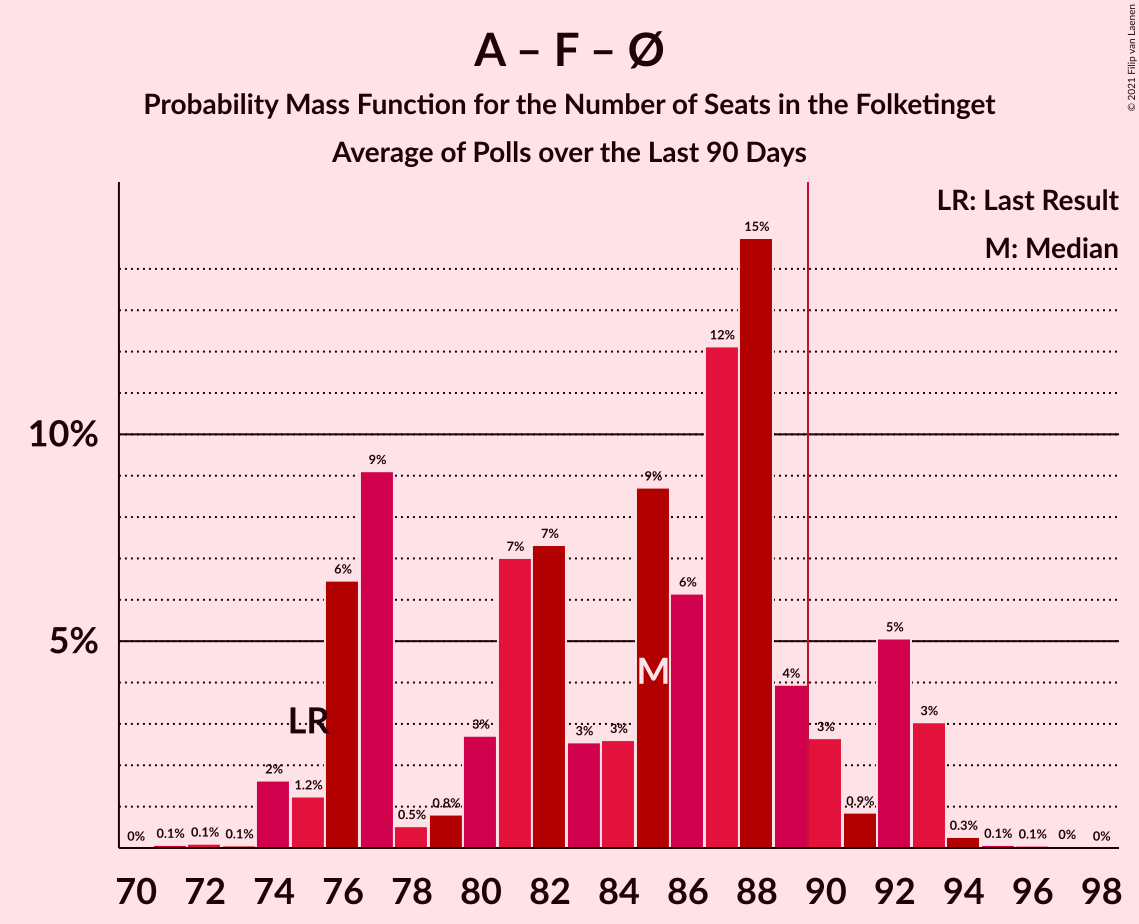 A – F – Ø
Probability Mass Function for the Number of Seats in the Folketinget
Average of Polls over the Last 90 Days
© 2021 Filip van Laenen
LR: Last Result
M: Median
10%
5%
0% 0.1% 0.1% 0.1% 2% 1.2% 6% 9% 0.5% 0.8% 3% 7% 7% 3% 3% 9% 6% 12% 15% 4% 3% 0.9% 5% 3% 0.3% 0.1% 0.1% 0% 0%
LR
M
70 72 74 76 78 80 82 84 86 88 90 92 94 96 98